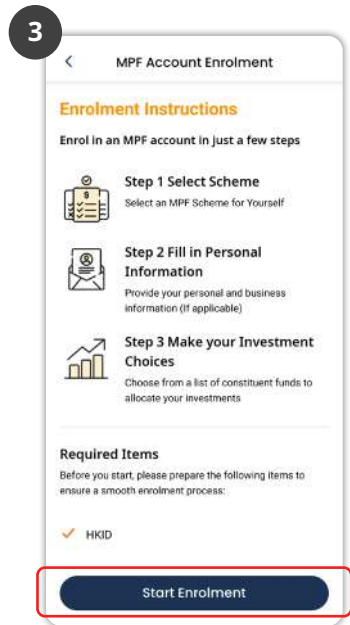 3
MPF Account Enrolment
Enrolment Instructions
Enrol in an MPF account in just a few steps
$
Step 1 Select Scheme
Select an MPF Scheme for Yourself
Step 2 Fill in Personal
Information
Provide your personal and business
information (If applicable)
Step 3 Make your Investment
Choices
Choose from a list of constituent funds to
allocate your investments
Required Items
Before you start, please prepare the following items to
ensure a smooth enrolment process:
HKID
Start Enrolment